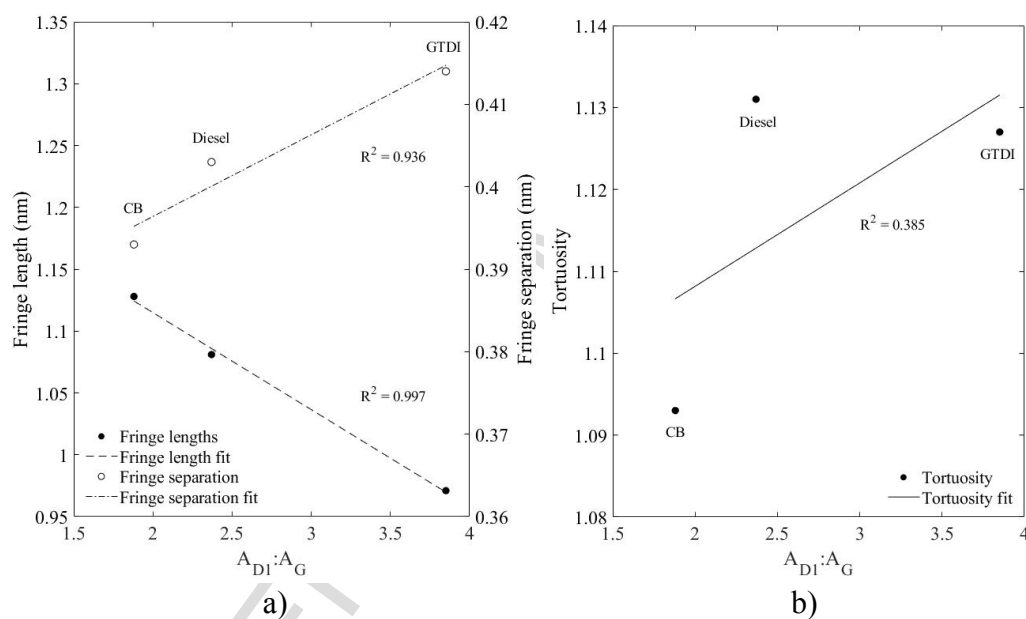 1.35
1.3
1.25
1.2
1.15
1.1
1.05
1
0.95
Fringe length (nm)
0.42
0.41
0.4
0.39
0.38
0.37
0.36
Fringe separation (nm)
GTDI
Diesel
CB
R² = 0.936
R² = 0.997
Fringe lengths
Fringe length fit
Fringe separation
Fringe separation fit
1.5 2 2.5 3 3.5 4
A_D1:A_G
a)
1.14
1.13
1.12
1.11
1.1
1.09
1.08
Tortuosity
Diesel
GTDI
R² = 0.385
CB
Tortuosity
Tortuosity fit
1.5 2 2.5 3 3.5 4
A_D1:A_G
b)